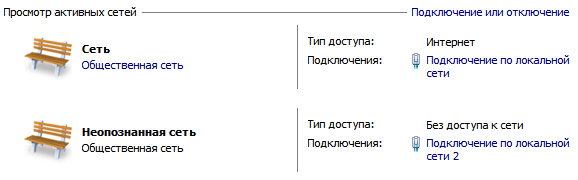 Просмотр активных сетей Подключение или отключение
Сеть
Общественная сеть
Тип доступа: Интернет
Подключения: Подключение по локальной
сети
Неопознанная сеть
Общественная сеть
Тип доступа: Без доступа к сети
Подключения: Подключение по локальной
сети 2